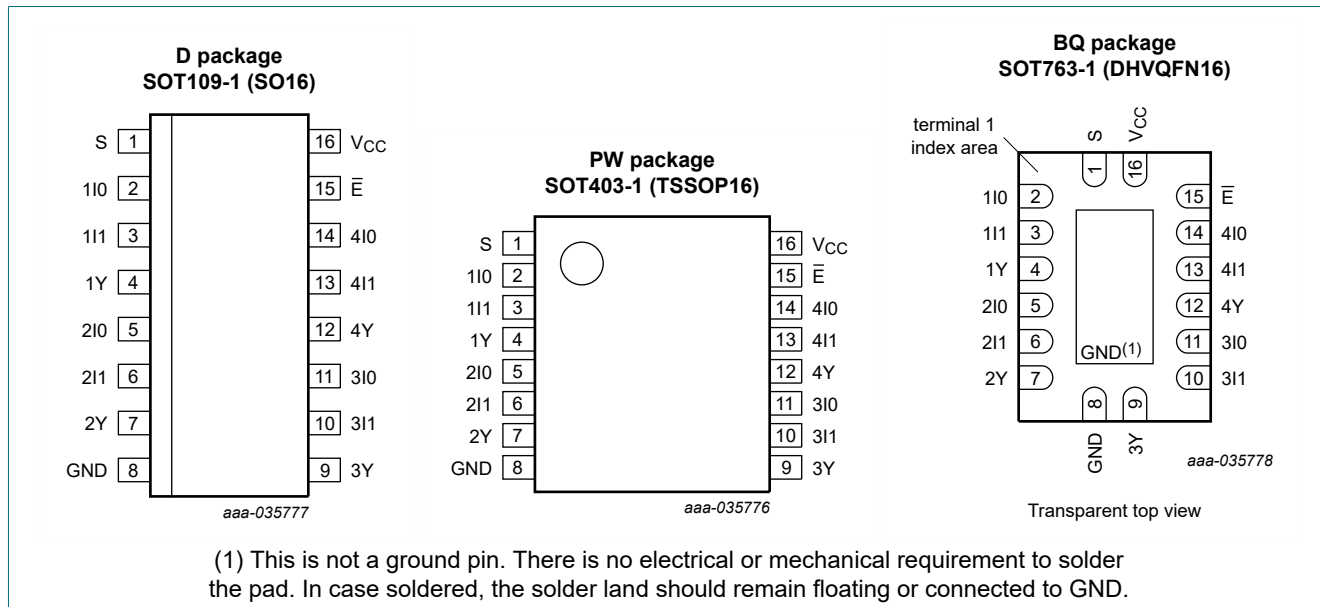 D package
SOT109-1 (SO16)
S 1
1I0 2
1I1 3
1Y 4
2I0 5
2I1 6
2Y 7
GND 8
16 VCC
15 E̅
14 4I0
13 4I1
12 4Y
11 3I0
10 3I1
9 3Y
aaa-035777
PW package
SOT403-1 (TSSOP16)
S 1
1I0 2
1I1 3
1Y 4
2I0 5
2I1 6
2Y 7
GND 8
16 VCC
15 E̅
14 4I0
13 4I1
12 4Y
11 3I0
10 3I1
9 3Y
aaa-035776
BQ package
SOT763-1 (DHVQFN16)
terminal 1
index area
S
VCC
1
16
1I0 2
1I1 3
1Y 4
2I0 5
2I1 6
2Y 7
15 E̅
14 4I0
13 4I1
12 4Y
11 3I0
10 3I1
GND(1)
8
9
GND
3Y
aaa-035778
Transparent top view
(1) This is not a ground pin. There is no electrical or mechanical requirement to solder
the pad. In case soldered, the solder land should remain floating or connected to GND.